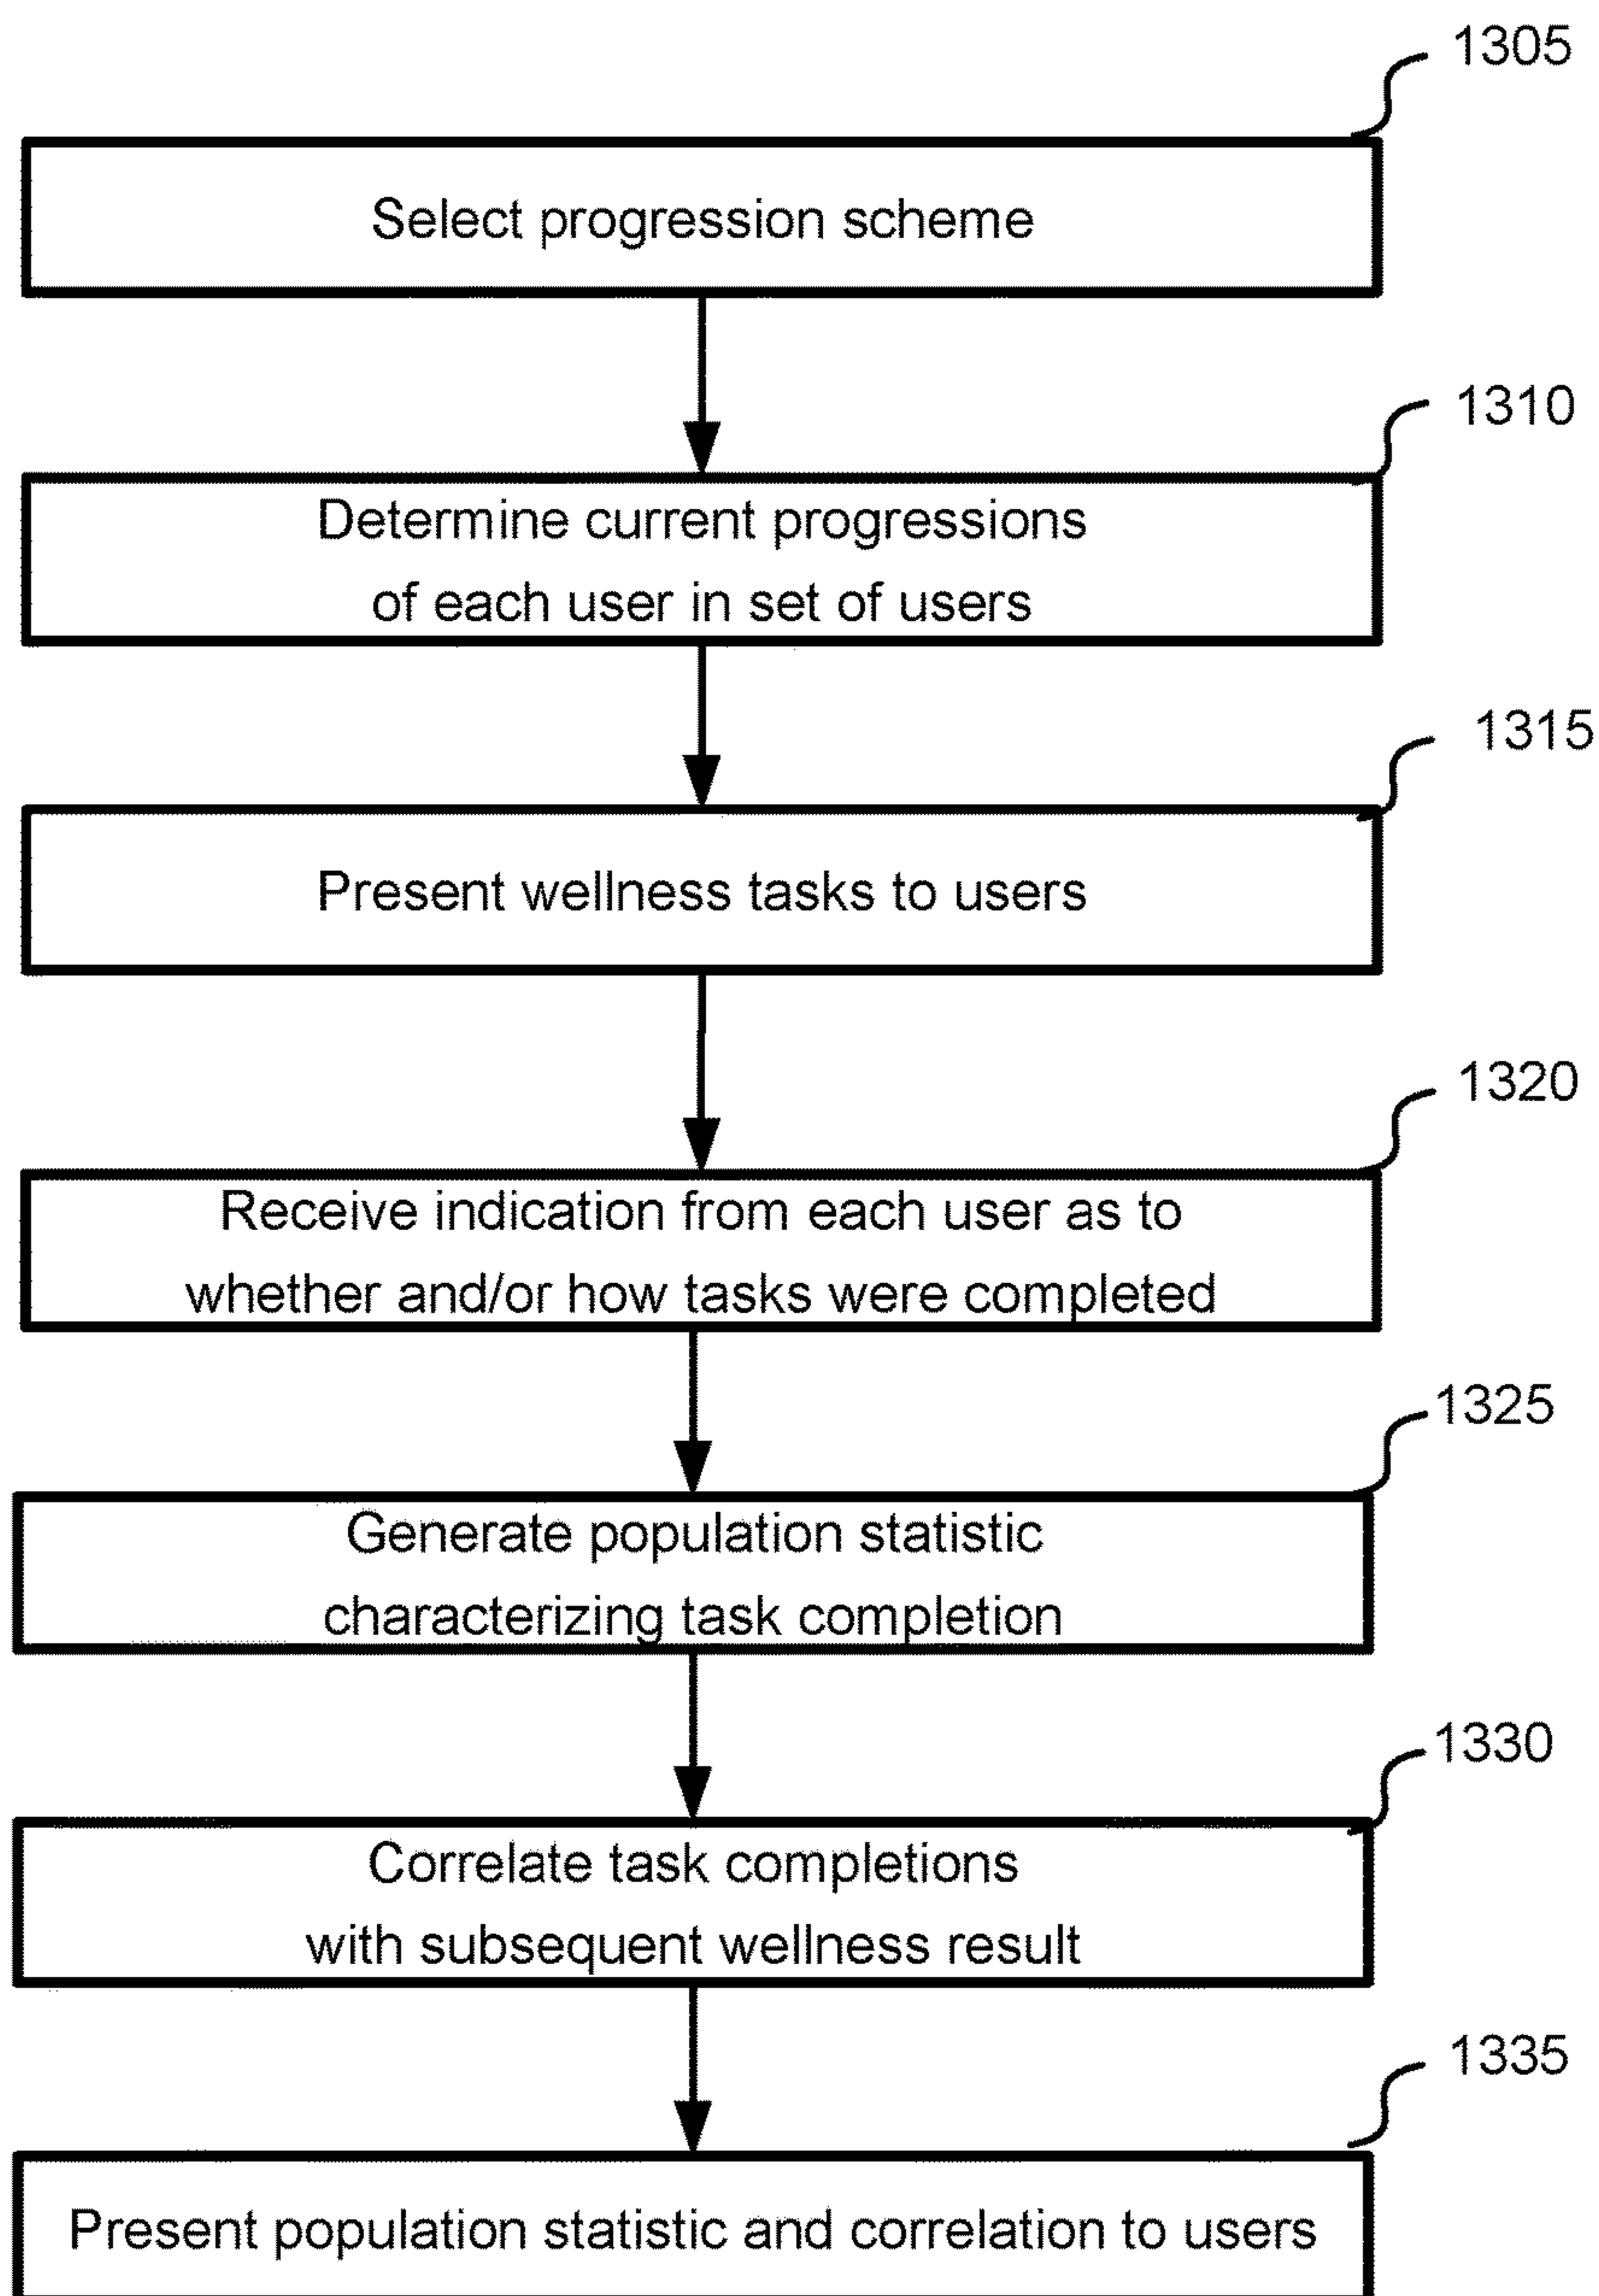 1305
Select progression scheme
1310
Determine current progressions
of each user in set of users
1315
Present wellness tasks to users
1320
Receive indication from each user as to
whether and/or how tasks were completed
1325
Generate population statistic
characterizing task completion
1330
Correlate task completions
with subsequent wellness result
1335
Present population statistic and correlation to users